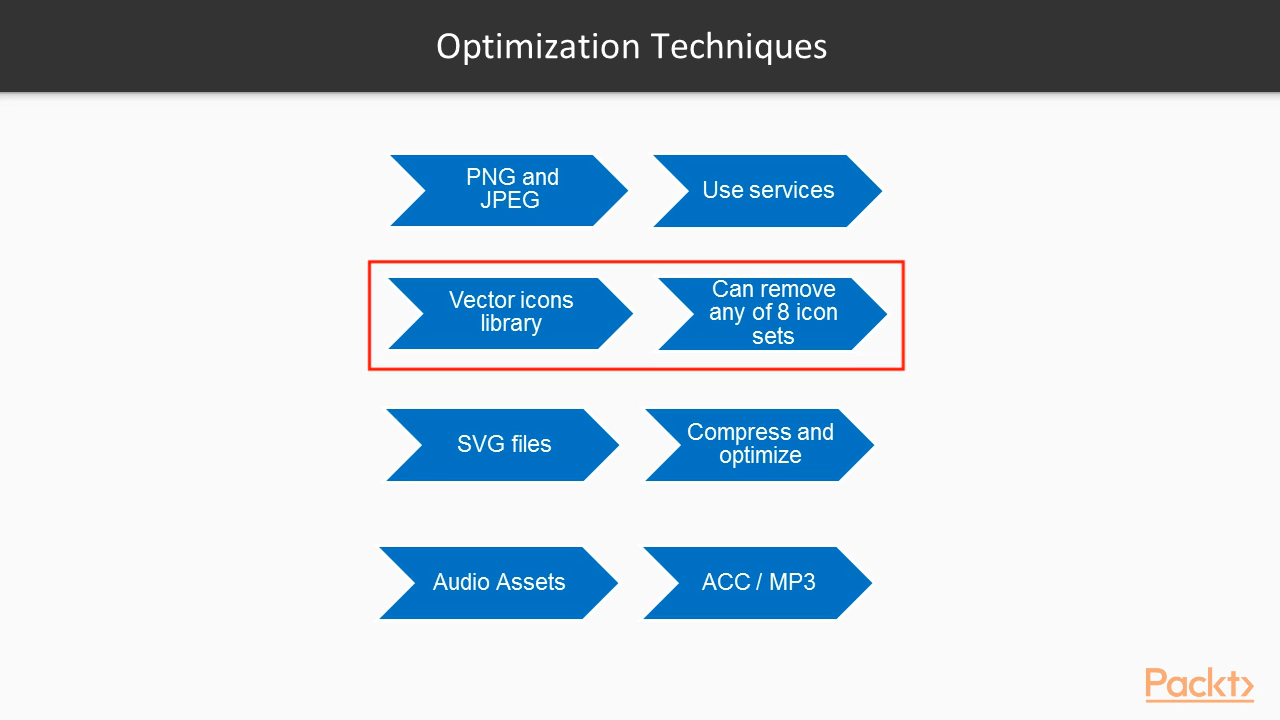 Optimization Techniques
PNG and
JPEG
Use services
Vector icons
library
Can remove
any of 8 icon
sets
SVG files
Compress and
optimize
Audio Assets
ACC / MP3
Packt>